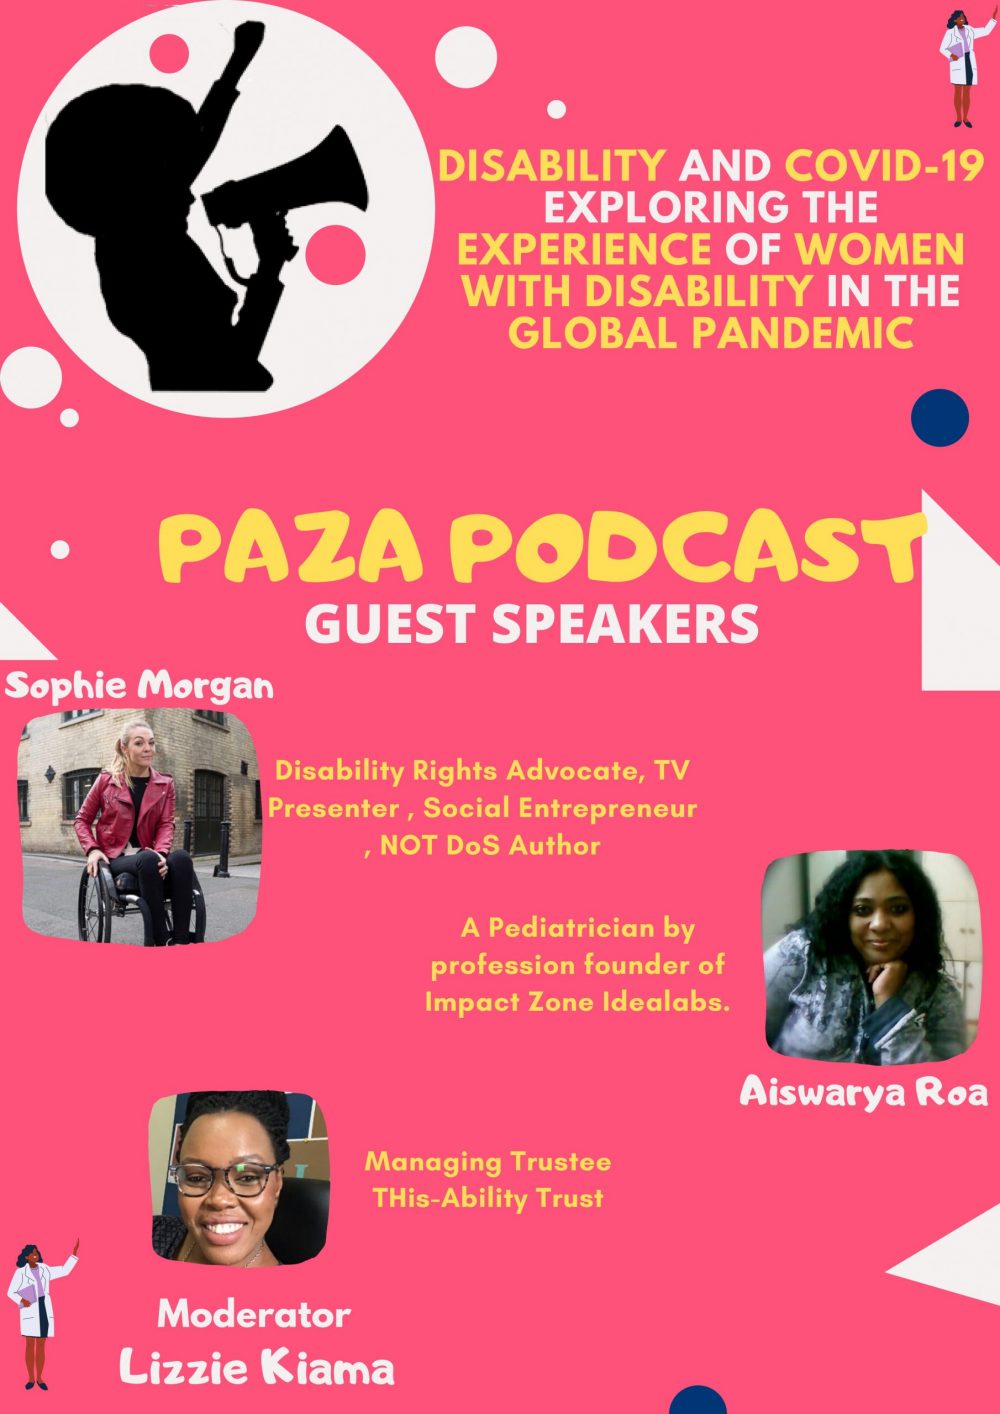 DISABILITY AND COVID-19
EXPLORING THE
EXPERIENCE OF WOMEN
WITH DISABILITY IN THE
GLOBAL PANDEMIC
PAZA PODCAST
GUEST SPEAKERS
Sophie Morgan
Disability Rights Advocate, TV
Presenter , Social Entrepreneur
, NOT DoS Author
A Pediatrician by
profession founder of
Impact Zone Idealabs.
Aiswarya Roa
Managing Trustee
THis-Ability Trust
Moderator
Lizzie Kiama